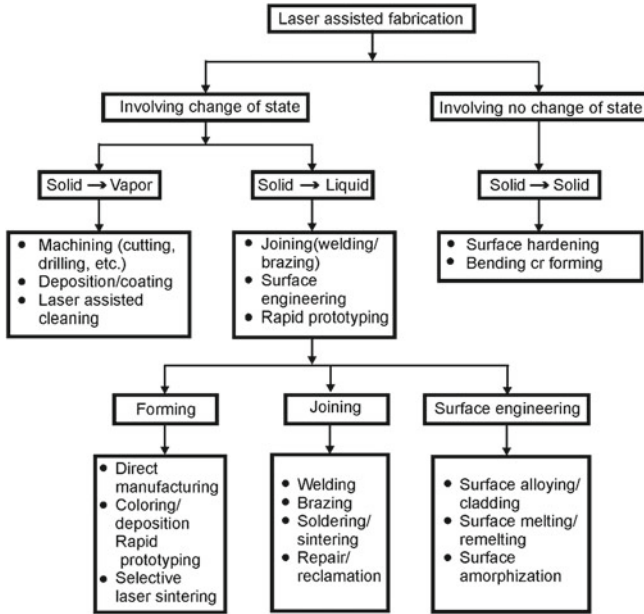 Laser assisted fabrication
Involving change of state
Involving no change of state
Solid → Vapor
Solid → Liquid
Solid → Solid
● Machining (cutting,
drilling, etc.)
● Deposition/coating
● Laser assisted
cleaning
● Joining(welding/
brazing)
● Surface
engineering
● Rapid prototyping
● Surface hardening
● Bending cr forming
Forming
Joining
Surface engineering
● Direct
manufacturing
● Coloring/
deposition
Rapid
prototyping
● Selective
laser sintering
● Welding
● Brazing
● Soldering/
sintering
● Repair/
reclamation
● Surface alloying/
cladding
● Surface melting/
remelting
● Surface
amorphization